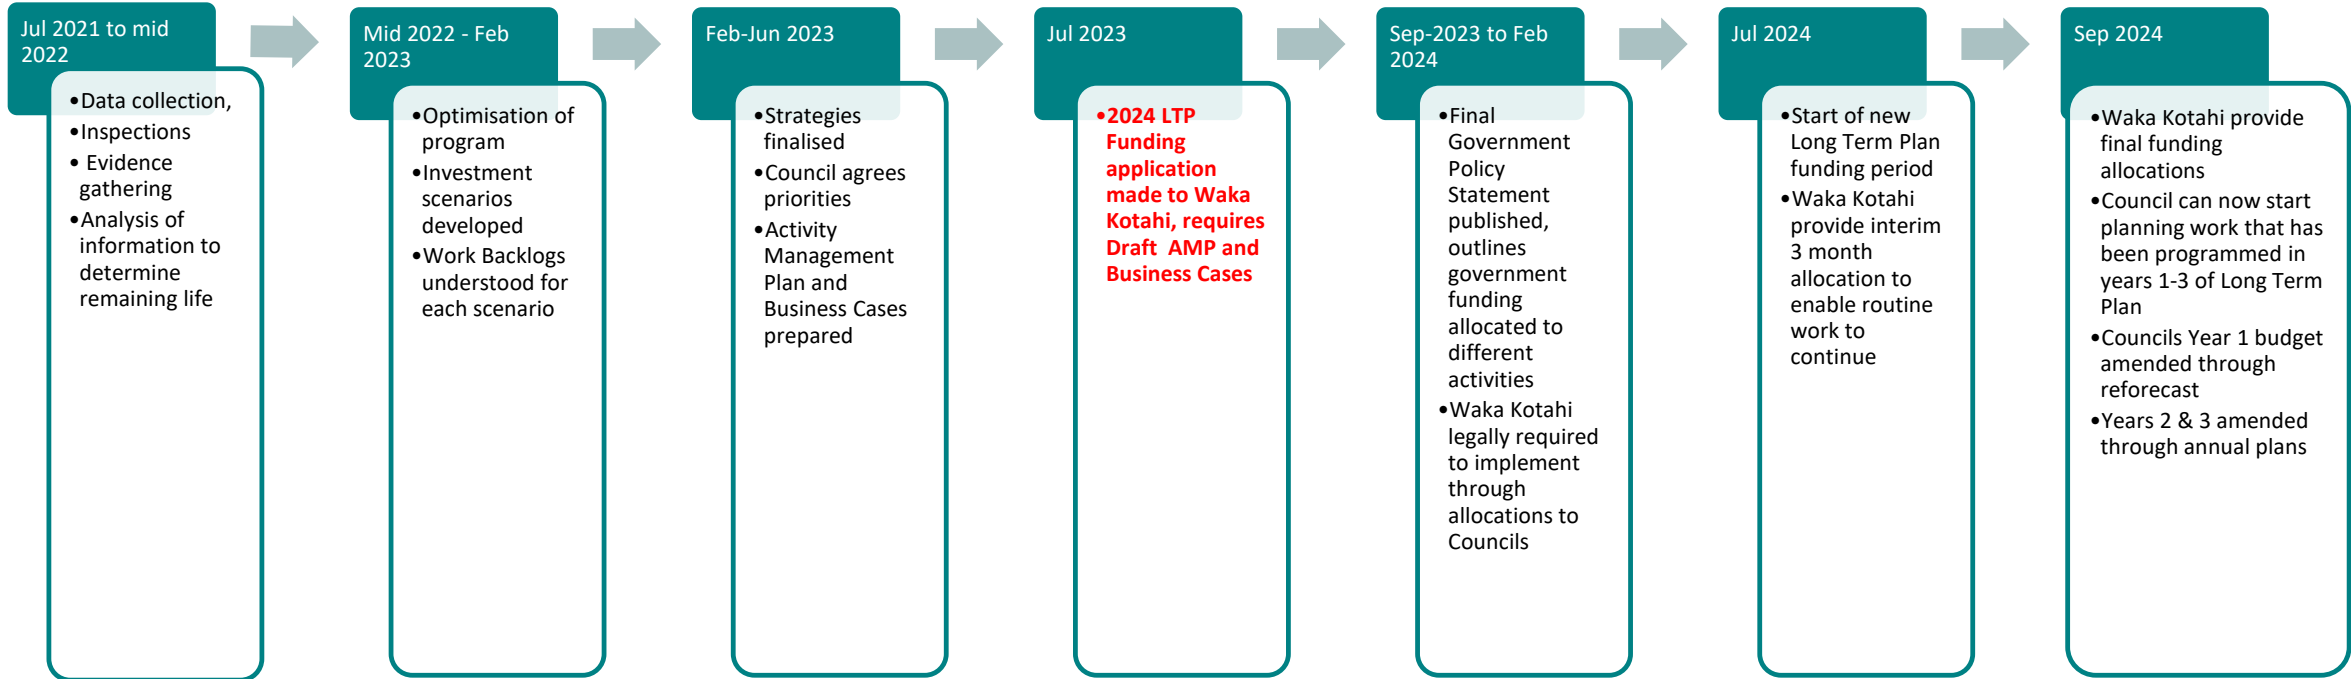 Jul 2021 to mid
2022
•Data collection,
•Inspections
• Evidence
gathering
•Analysis of
information to
determine
remaining life
Mid 2022 - Feb
2023
•Optimisation of
program
•Investment
scenarios
developed
•Work Backlogs
understood for
each scenario
Feb-Jun 2023
•Strategies
finalised
•Council agrees
priorities
•Activity
Management
Plan and
Business Cases
prepared
Jul 2023
•2024 LTP
Funding
application
made to Waka
Kotahi, requires
Draft  AMP and
Business Cases
Sep-2023 to Feb
2024
•Final
Government
Policy
Statement
published,
outlines
government
funding
allocated to
different
activities
•Waka Kotahi
legally required
to implement
through
allocations to
Councils
Jul 2024
•Start of new
Long Term Plan
funding period
•Waka Kotahi
provide interim
3 month
allocation to
enable routine
work to
continue
Sep 2024
•Waka Kotahi provide
final funding
allocations
•Council can now start
planning work that has
been programmed in
years 1-3 of Long Term
Plan
•Councils Year 1 budget
amended through
reforecast
•Years 2 & 3 amended
through annual plans